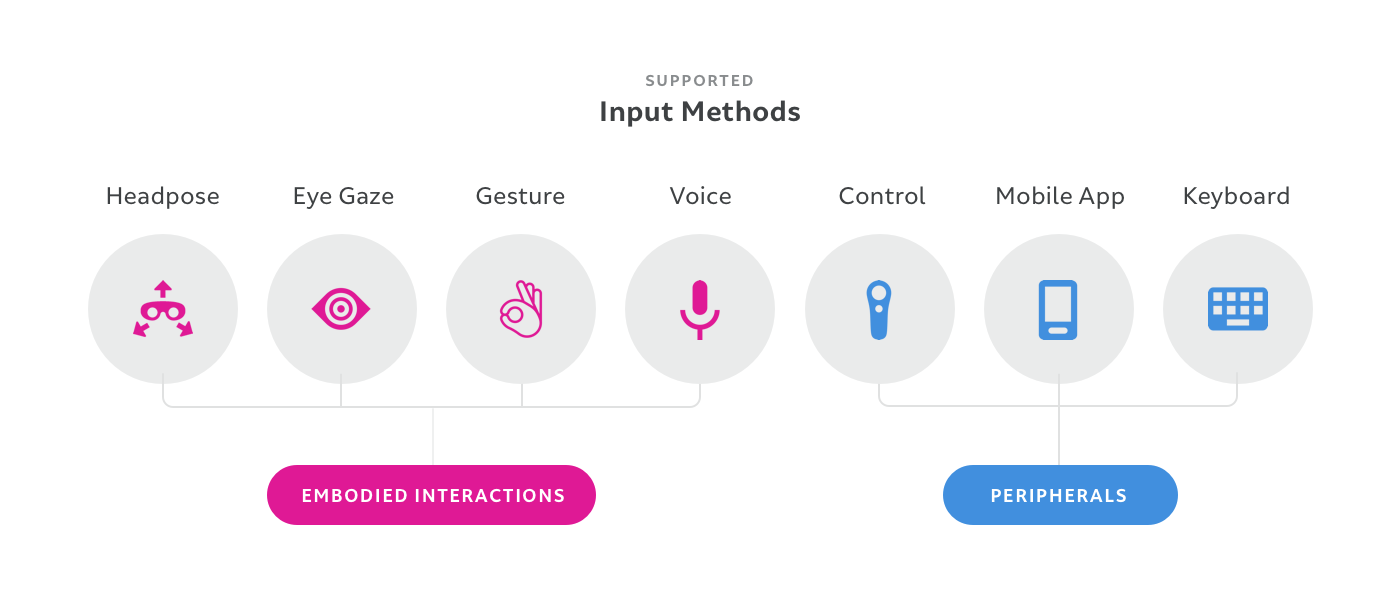 SUPPORTED
Input Methods
Headpose
Eye Gaze
Gesture
Voice
Control
Mobile App
Keyboard
EMBODIED INTERACTIONS
PERIPHERALS